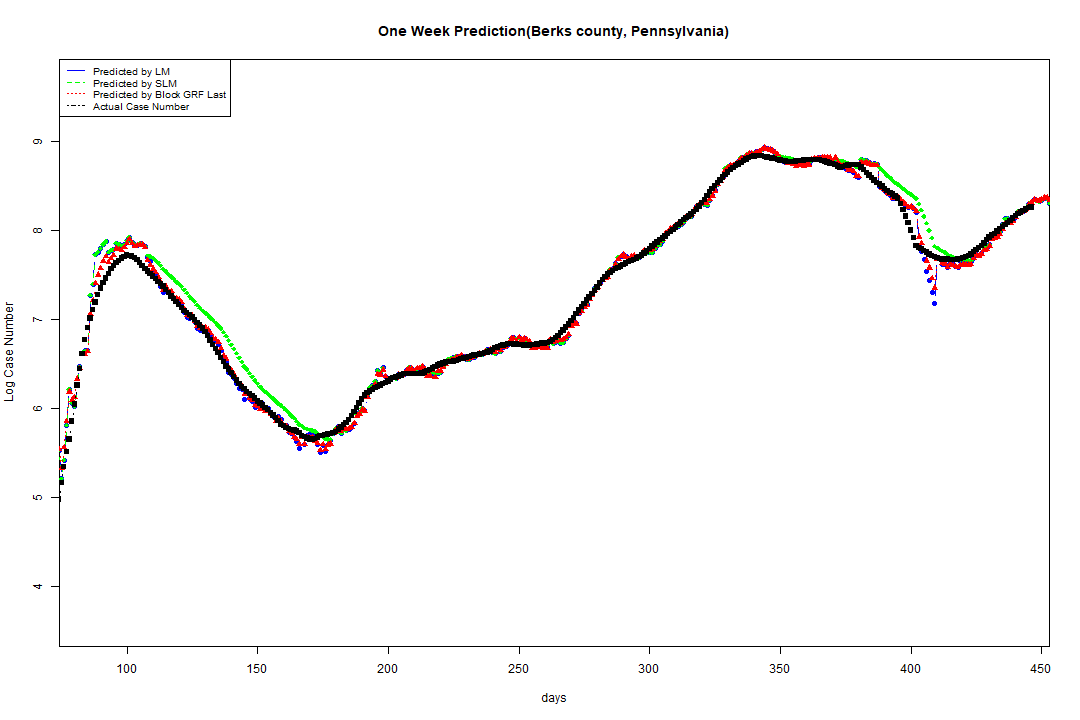 One Week Prediction(Berks county, Pennsylvania)
Predicted by LM
Predicted by SLM
Predicted by Block GRF Last
Actual Case Number
Log Case Number
9
8
7
6
5
4
100 150 200 250 300 350 400 450
days